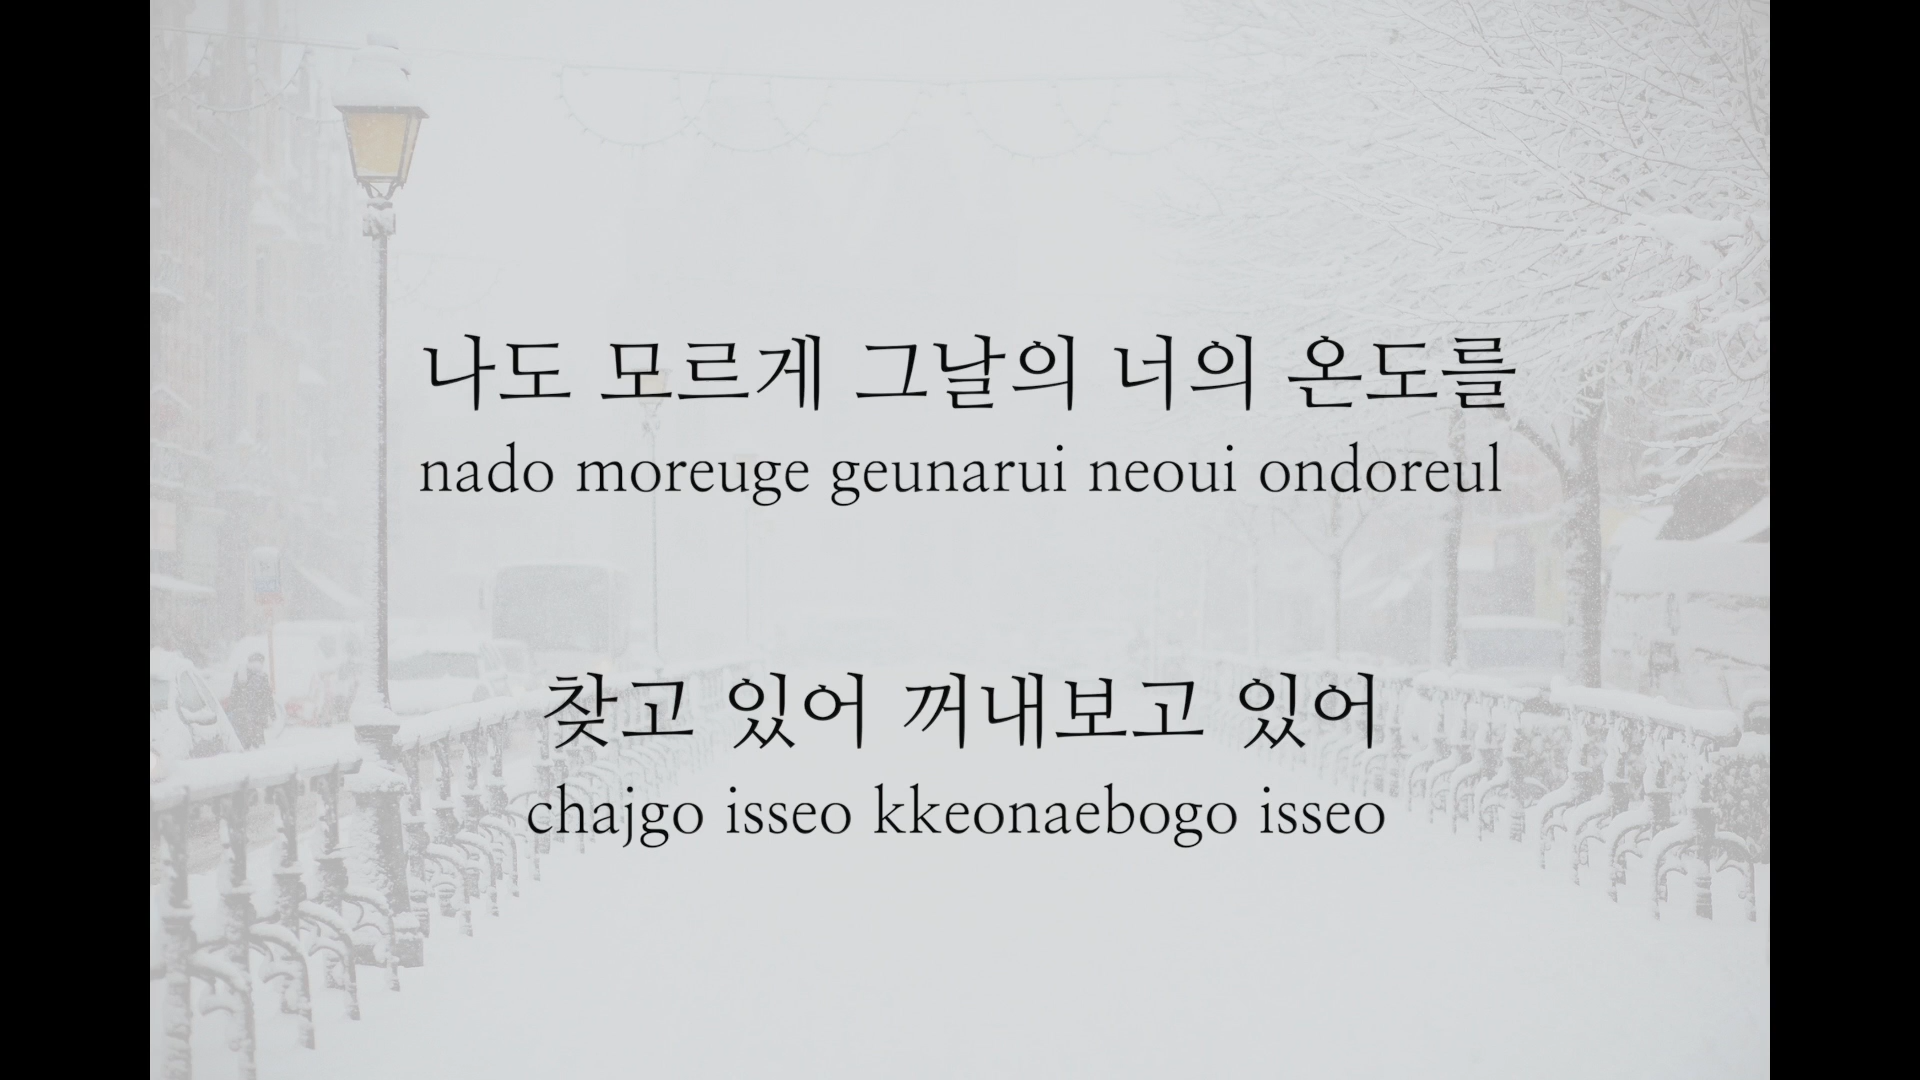 나도 모르게 그날의 너의 온도를
nado moreuge geunarui neoui ondoreul
찾고 있어 꺼내보고 있어
chajgo isseo kkeonaebogo isseo